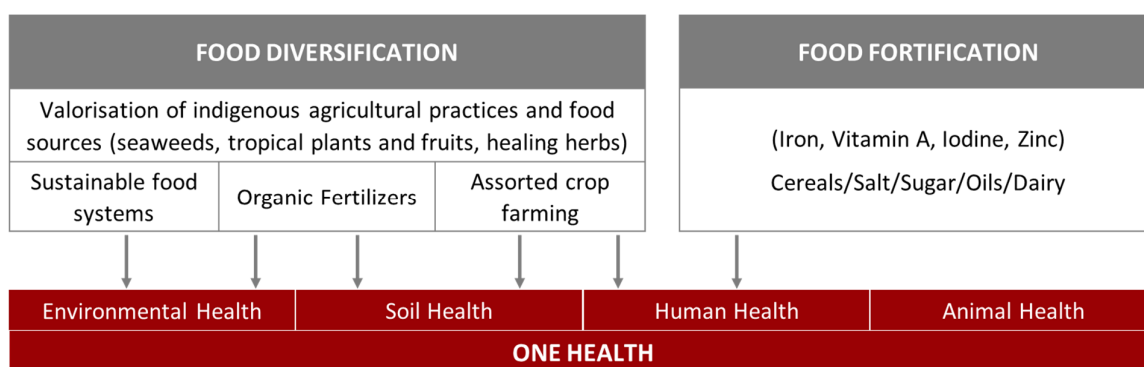 FOOD DIVERSIFICATION
Valorisation of indigenous agricultural practices and food
sources (seaweeds, tropical plants and fruits, healing herbs)
Sustainable food
systems
Organic Fertilizers
Assorted crop
farming
FOOD FORTIFICATION
(Iron, Vitamin A, Iodine, Zinc)
Cereals/Salt/Sugar/Oils/Dairy
Environmental Health
Soil Health
Human Health
Animal Health
ONE HEALTH